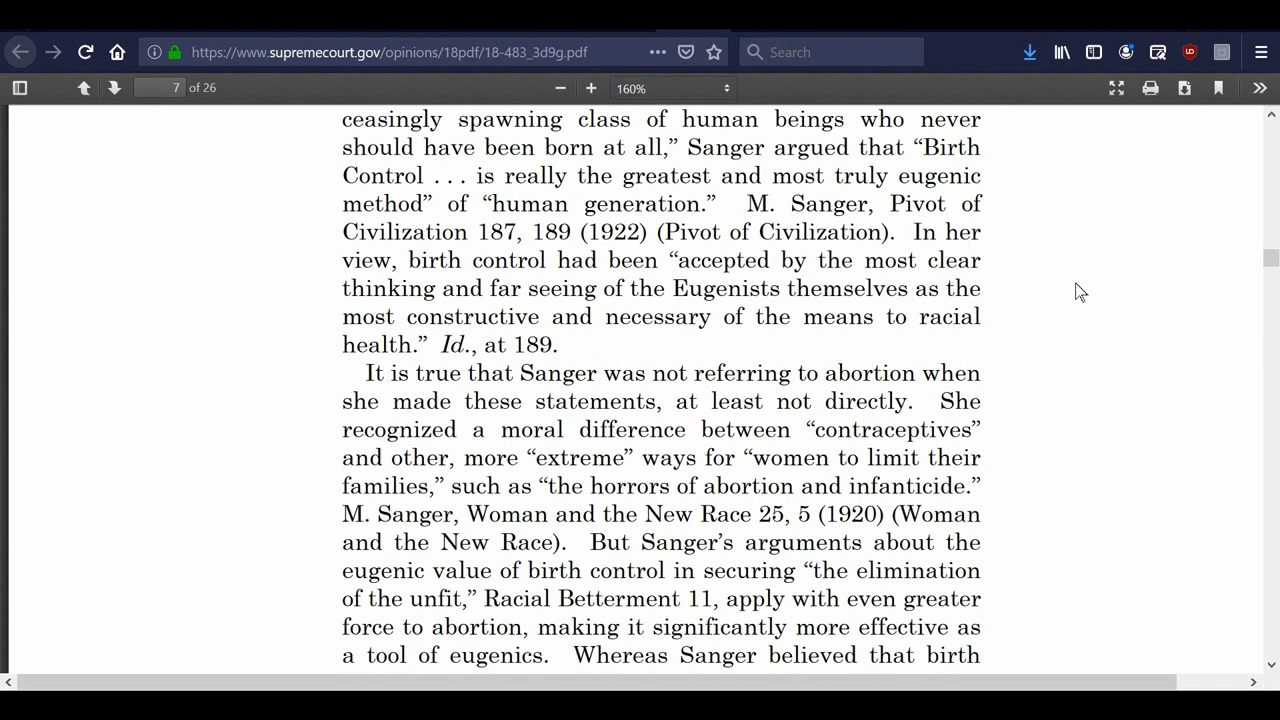 https://www.supremecourt.gov/opinions/18pdf/18-483_3d9g.pdf
Search
7 of 26
160%
ceasingly spawning class of human beings who never
should have been born at all,” Sanger argued that “Birth
Control . . . is really the greatest and most truly eugenic
method” of “human generation.” M. Sanger, Pivot of
Civilization 187, 189 (1922) (Pivot of Civilization). In her
view, birth control had been “accepted by the most clear
thinking and far seeing of the Eugenists themselves as the
most constructive and necessary of the means to racial
health.” Id., at 189.
It is true that Sanger was not referring to abortion when
she made these statements, at least not directly. She
recognized a moral difference between “contraceptives”
and other, more “extreme” ways for “women to limit their
families,” such as “the horrors of abortion and infanticide.”
M. Sanger, Woman and the New Race 25, 5 (1920) (Woman
and the New Race). But Sanger’s arguments about the
eugenic value of birth control in securing “the elimination
of the unfit,” Racial Betterment 11, apply with even greater
force to abortion, making it significantly more effective as
a tool of eugenics. Whereas Sanger believed that birth